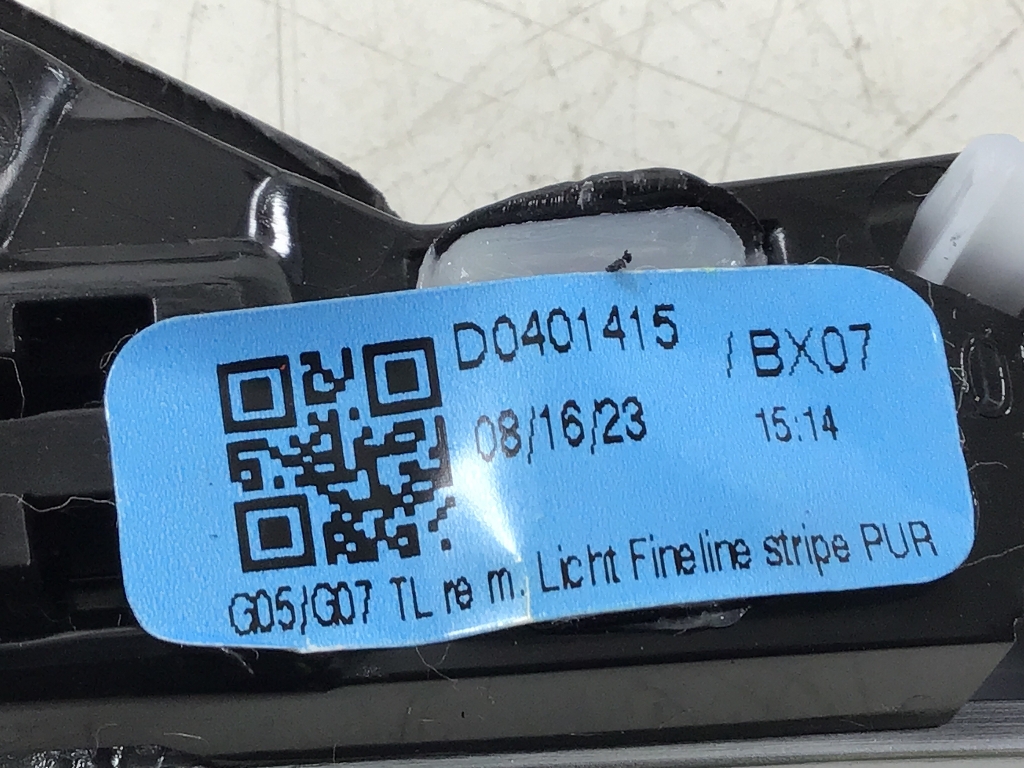 D0401415 /BX07
08/16/23 15:14
G05/G07 TL re m. Licht Fineline stripe PUR